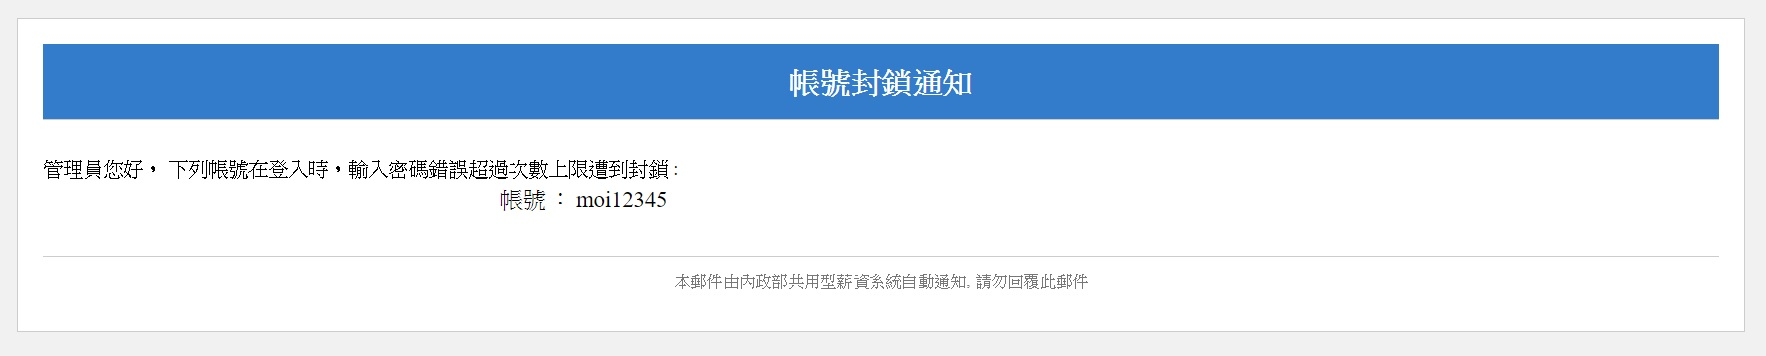 帳號封鎖通知
管理員您好， 下列帳號在登入時，輸入密碼錯誤超過次數上限遭到封鎖 :
帳號 ： moi12345
本郵件由內政部共用型薪資系統自動通知, 請勿回覆此郵件